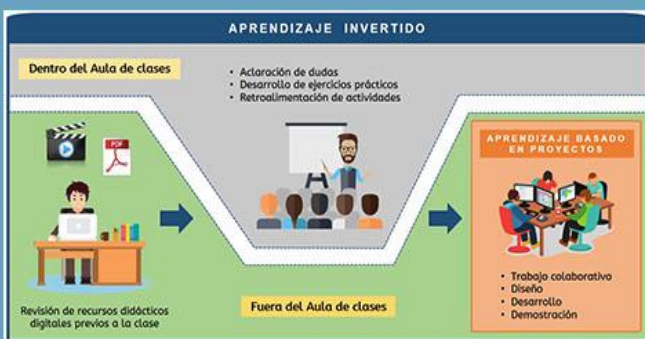 APRENDIZAJE INVERTIDO
Dentro del Aula de clases
• Aclaración de dudas
• Desarrollo de ejercicios prácticos
• Retroalimentación de actividades
PDF
Revisión de recursos didácticos
digitales previos a la clase
Fuera del Aula de clases
APRENDIZAJE BASADO
EN PROYECTOS
• Trabajo colaborativo
• Diseño
• Desarrollo
• Demostración